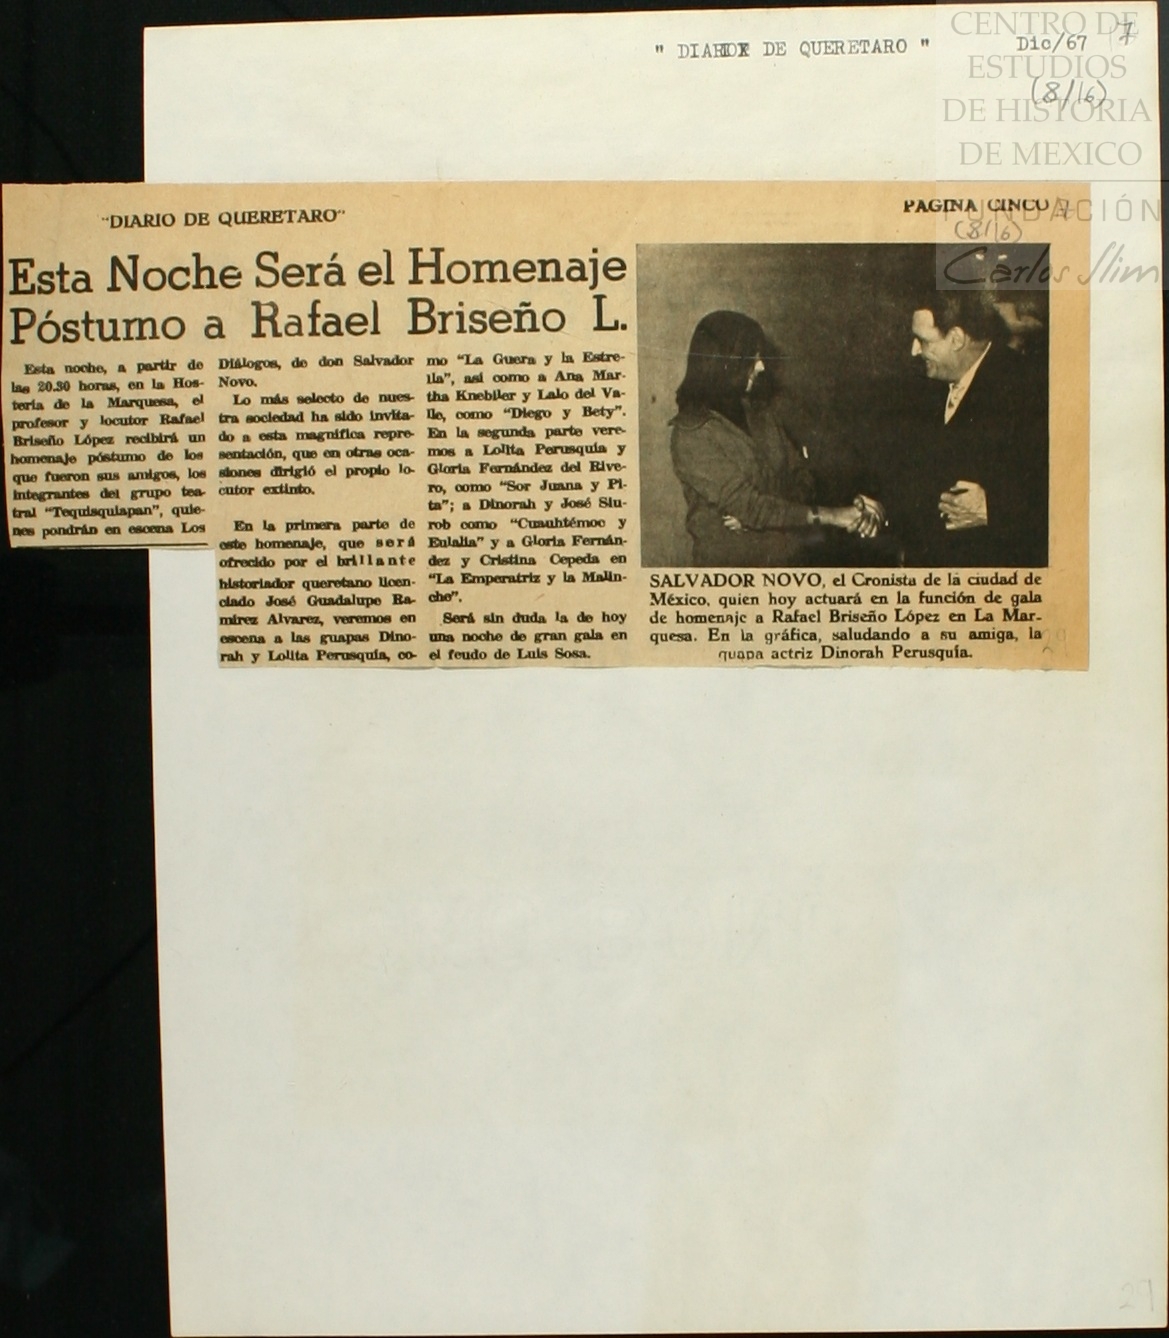 " DIARIO DE QUERETARO "
Dic/67
7
(8/16)
CENTRO DE
ESTUDIOS
DE HISTORIA
DE MEXICO
FUNDACIÓN
Carlos Slim
"DIARIO DE QUERETARO"
PAGINA CINCO
7
(8/16)
Esta Noche Será el Homenaje
Póstumo a Rafael Briseño L.
Esta noche, a partir de
las 20.30 horas, en la Hos-
tería de la Marquesa, el
profesor y locutor Rafael
Briseño López recibirá un
homenaje póstumo de los
que fueron sus amigos, los
integrantes del grupo tea-
tral "Tequisquiapan", quie-
nes pondrán en escena Los
Diálogos, de don Salvador
Novo.
Lo más selecto de nues-
tra sociedad ha sido invita-
do a esta magnífica repre-
sentación, que en otras oca-
siones dirigió el propio lo-
cutor extinto.
En la primera parte de
este homenaje, que será
ofrecido por el brillante
historiador queretano licen-
ciado José Guadalupe Ra-
mírez Alvarez, veremos en
escena a las guapas Dino-
rah y Lolita Perusquía, co-
mo "La Guera y la Estre-
lla", así como a Ana Mar-
tha Knebller y Lalo del Va-
lle, como "Diego y Bety".
En la segunda parte vere-
mos a Lolita Perusquía y
Gloria Fernández del Rive-
ro, como "Sor Juana y Pi-
ta"; a Dinorah y José Siu-
rob como "Cuauhtémoc y
Eulalia" y a Gloria Fernán-
dez y Cristina Cepeda en
"La Emperatriz y la Malin-
che".
Será sin duda la de hoy
una noche de gran gala en
el feudo de Luis Sosa.
SALVADOR NOVO, el Cronista de la ciudad de
México, quien hoy actuará en la función de gala
de homenaje a Rafael Briseño López en La Mar-
quesa. En la gráfica, saludando a su amiga, la
guapa actriz Dinorah Perusquía.
29